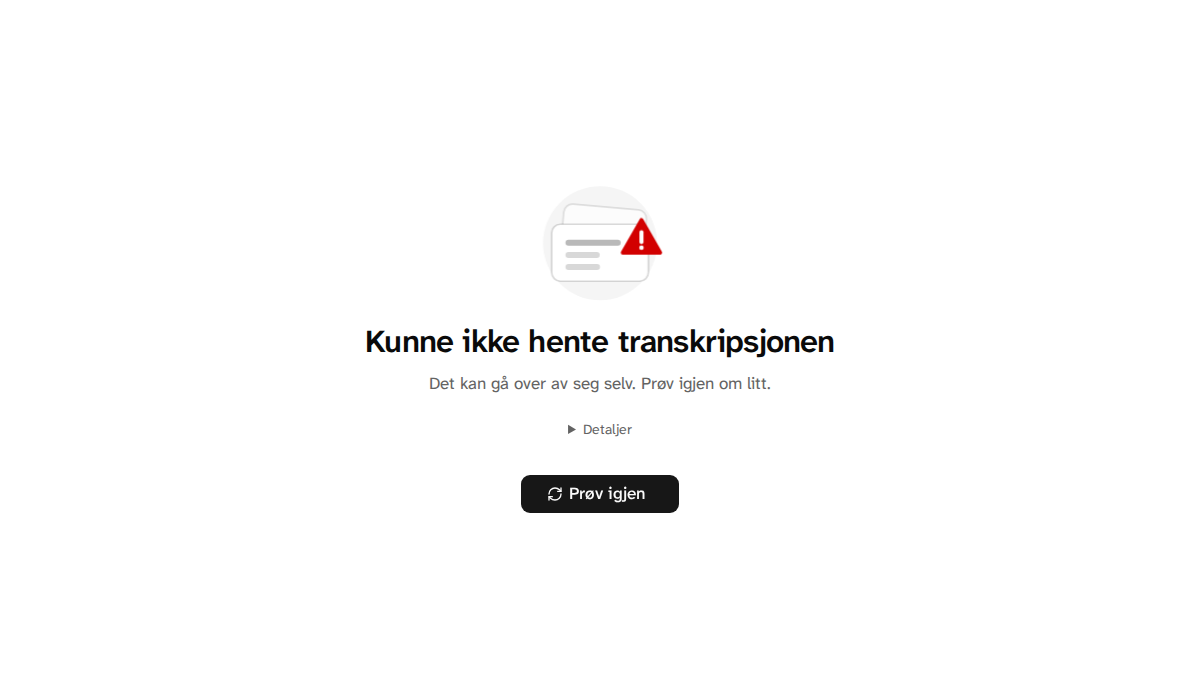 Kunne ikke hente transkripsjonen
Det kan gå over av seg selv. Prøv igjen om litt.
Detaljer
Prøv igjen